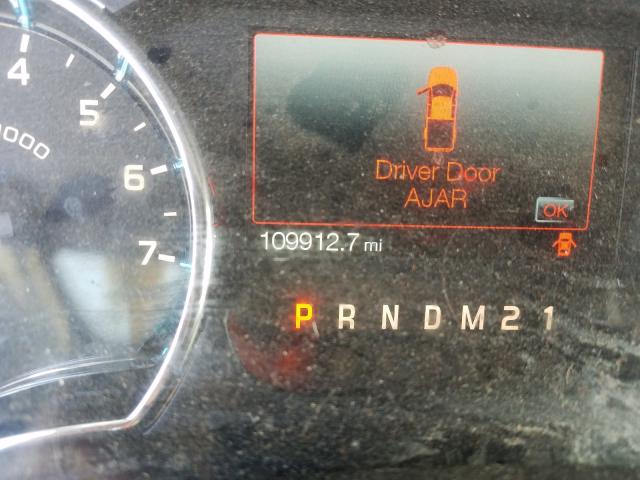 4
5
6
7
000
Driver Door
AJAR
OK
109912.7 mi
P R N D M 2 1